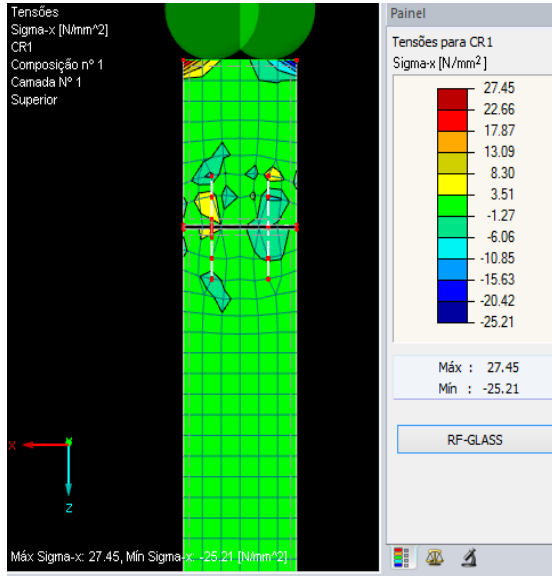 Tensões
Sigma-x [N/mm^2]
CR1
Composição nº 1
Camada Nº 1
Superior
X
Z
Máx Sigma-x: 27.45, Mín Sigma-x: -25.21 [N/mm^2]
Painel
Tensões para CR1
Sigma-x [N/mm²]
27.45
22.66
17.87
13.09
8.30
3.51
-1.27
-6.06
-10.85
-15.63
-20.42
-25.21
Máx : 27.45
Mín : -25.21
RF-GLASS